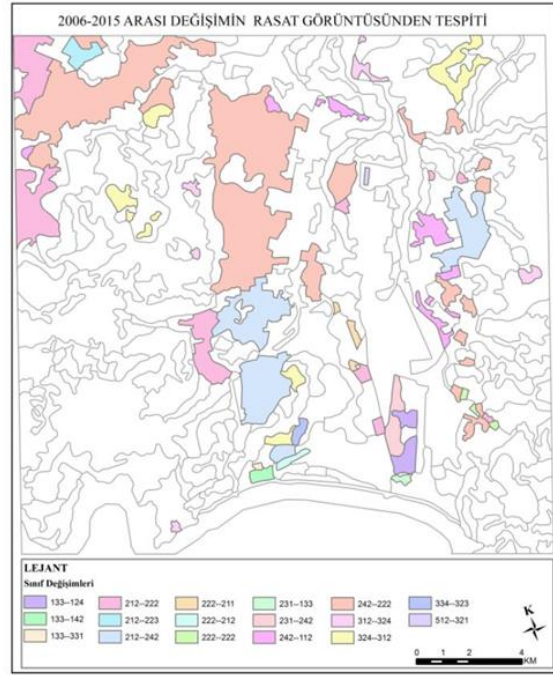 2006-2015 ARASI DEĞİŞİMİN RASAT GÖRÜNTÜSÜNDEN TESPİTİ
LEJANT
Sınıf Değişimleri
133--124 212--222 222--211 231--133 242--222 334--323
133--142 212--223 222--212 231--242 312--324 512--321
133--331 212--242 222--222 242--112 324--312
K
0 1 2 4
KM